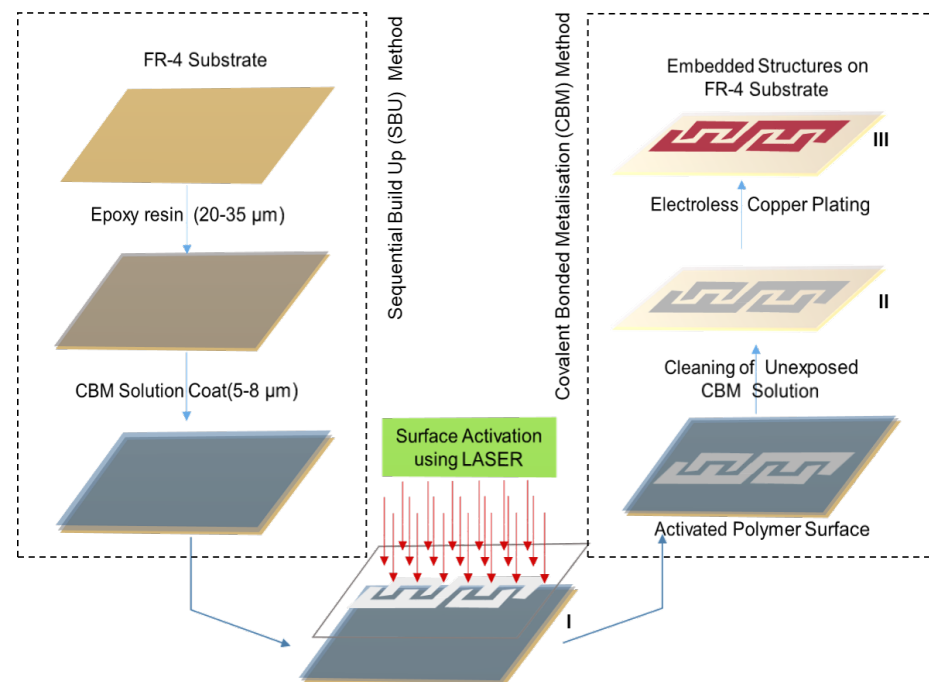 FR-4 Substrate
Epoxy resin (20-35 µm)
CBM Solution Coat(5-8 µm)
Sequential Build Up (SBU) Method
Surface Activation
using LASER
I
Covalent Bonded Metalisation (CBM) Method
Embedded Structures on
FR-4 Substrate
III
Electroless Copper Plating
II
Cleaning of Unexposed
CBM Solution
Activated Polymer Surface